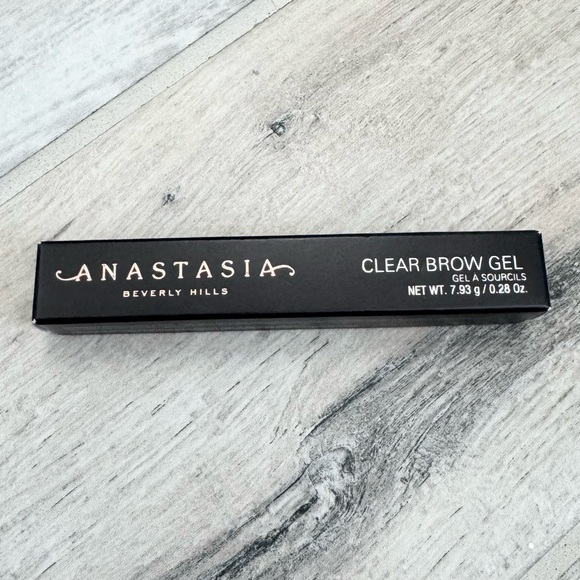 ANASTASIA
BEVERLY HILLS
CLEAR BROW GEL
GEL A SOURCILS
NET WT. 7.93 g / 0.28 Oz.